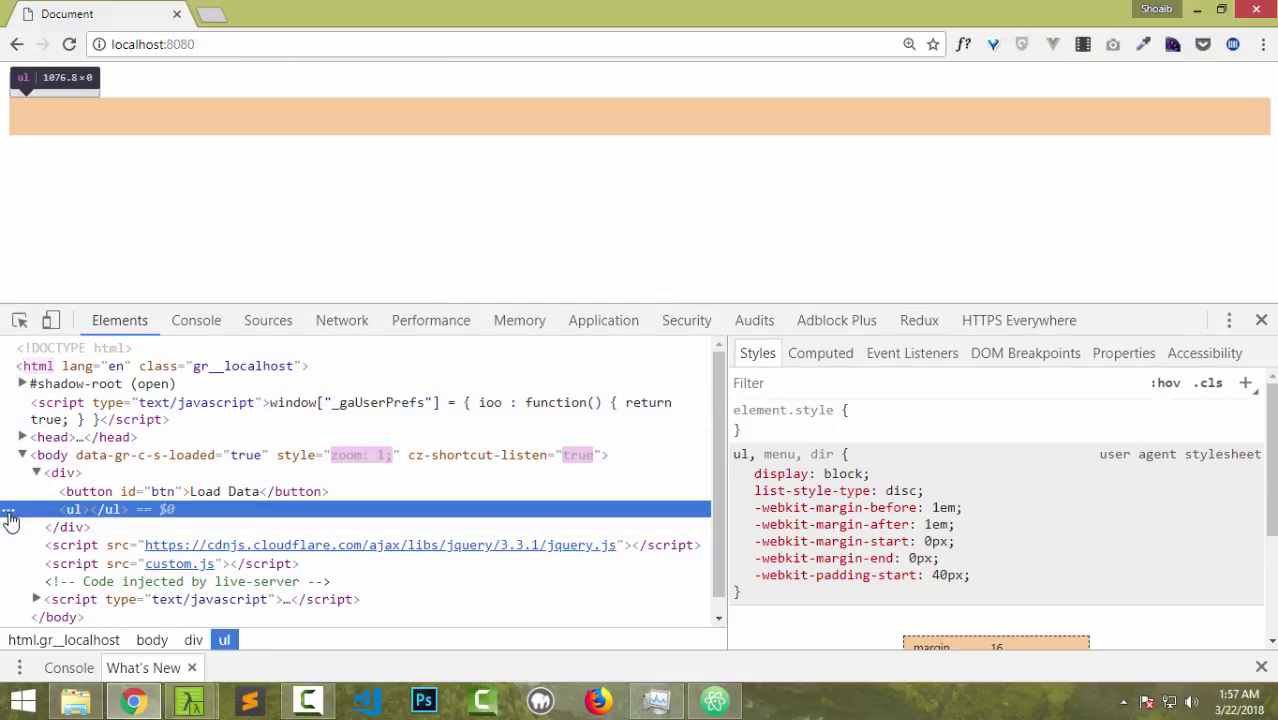 Document
Shoaib
localhost:8080
f?
ul 1076.8×0
Elements Console Sources Network Performance Memory Application Security Audits Adblock Plus Redux HTTPS Everywhere
<!DOCTYPE html>
<html lang="en" class="gr__localhost">
#shadow-root (open)
<script type="text/javascript">window["_gaUserPrefs"] = { ioo : function() { return
true; } }</script>
<head>…</head>
<body data-gr-c-s-loaded="true" style="zoom: 1;" cz-shortcut-listen="true">
<div>
<button id="btn">Load Data</button>
<ul></ul> == $0
</div>
<script src="https://cdnjs.cloudflare.com/ajax/libs/jquery/3.3.1/jquery.js"></script>
<script src="custom.js"></script>
<!-- Code injected by live-server -->
<script type="text/javascript">…</script>
</body>
html.gr__localhost body div ul
Styles Computed Event Listeners DOM Breakpoints Properties Accessibility
Filter :hov .cls +
element.style {
}
ul, menu, dir { user agent stylesheet
display: block;
list-style-type: disc;
-webkit-margin-before: 1em;
-webkit-margin-after: 1em;
-webkit-margin-start: 0px;
-webkit-margin-end: 0px;
-webkit-padding-start: 40px;
}
margin 16
Console What's New
Ps
1:57 AM
3/22/2018